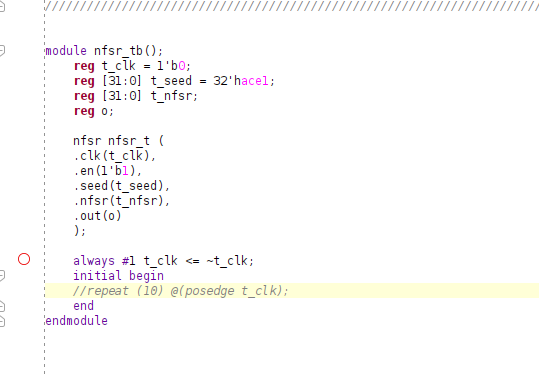 ////////////////////////////////////////////////////////////////////////
module nfsr_tb();
reg t_clk = 1'b0;
reg [31:0] t_seed = 32'hace1;
reg [31:0] t_nfsr;
reg o;
nfsr nfsr_t (
.clk(t_clk),
.en(1'b1),
.seed(t_seed),
.nfsr(t_nfsr),
.out(o)
);
always #1 t_clk <= ~t_clk;
initial begin
//repeat (10) @(posedge t_clk);
end
endmodule